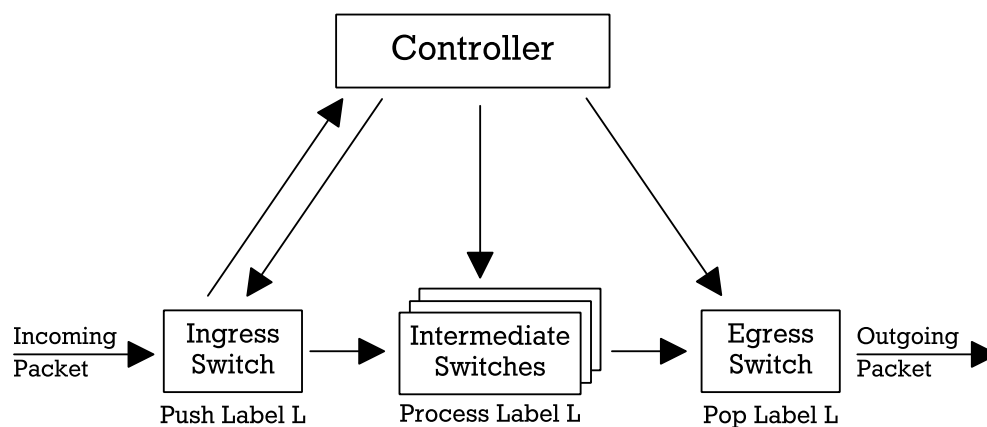 Controller
Incoming
Packet
Ingress
Switch
Push Label L
Intermediate
Switches
Process Label L
Egress
Switch
Pop Label L
Outgoing
Packet